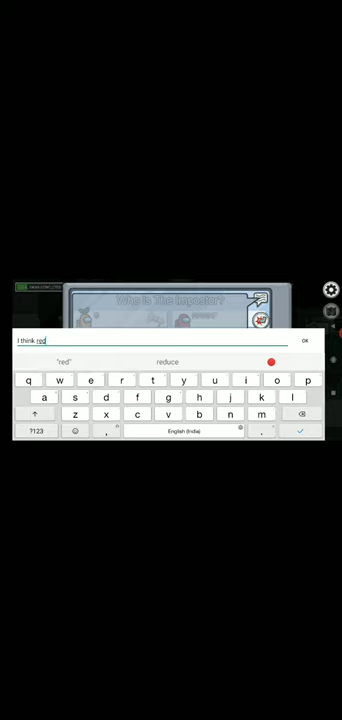 Who Is The Impostor?
I think red
OK
"red" reduce 🔴
q w e r t y u i o p
a s d f g h j k l
z x c v b n m
?123 , English (India) .